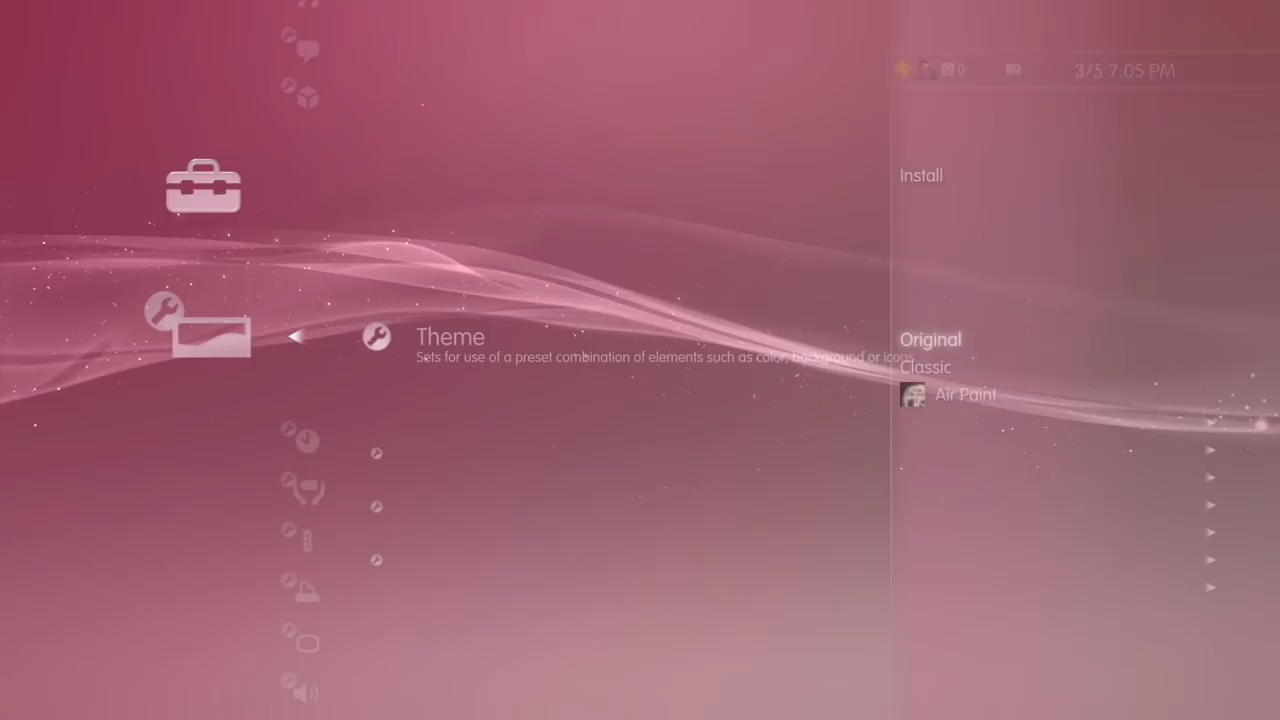 3/5 7:05 PM
Install
Theme
Sets for use of a preset combination of elements such as color, background or icons.
Original
Classic
Air Paint